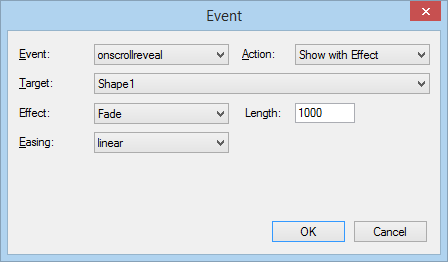 Event
Event: onscrollreveal Action: Show with Effect
Target: Shape1
Effect: Fade Length: 1000
Easing: linear
OK Cancel